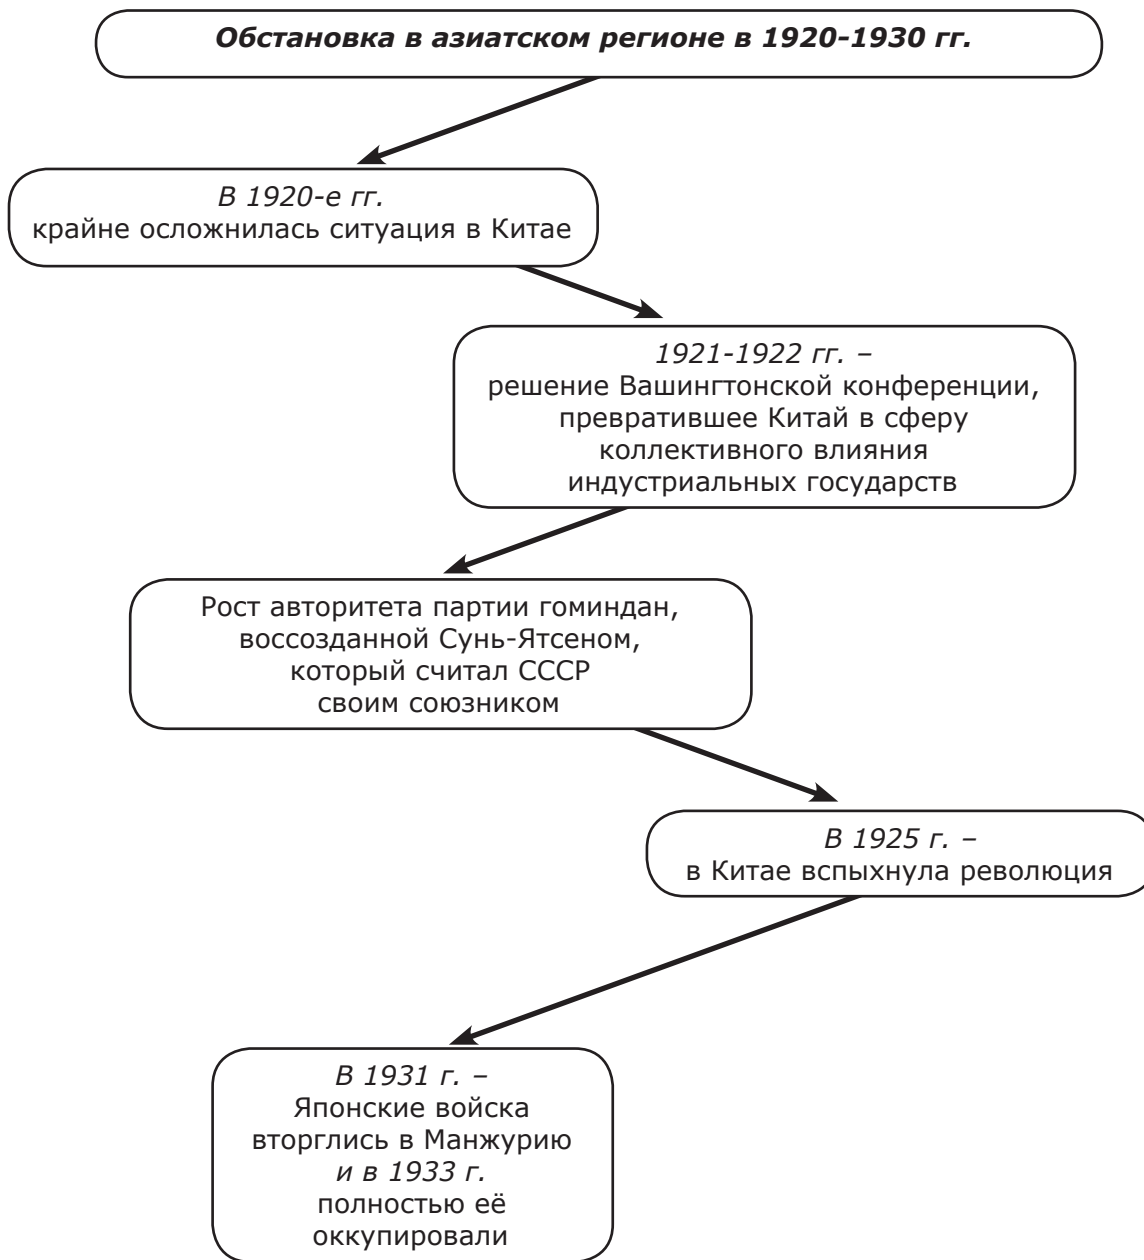 Обстановка в азиатском регионе в 1920-1930 гг.
В 1920-е гг.
крайне осложнилась ситуация в Китае
1921-1922 гг. –
решение Вашингтонской конференции,
превратившее Китай в сферу
коллективного влияния
индустриальных государств
Рост авторитета партии гоминдан,
воссозданной Сунь-Ятсеном,
который считал СССР
своим союзником
В 1925 г. –
в Китае вспыхнула революция
В 1931 г. –
Японские войска
вторглись в Манжурию
и в 1933 г.
полностью её
оккупировали